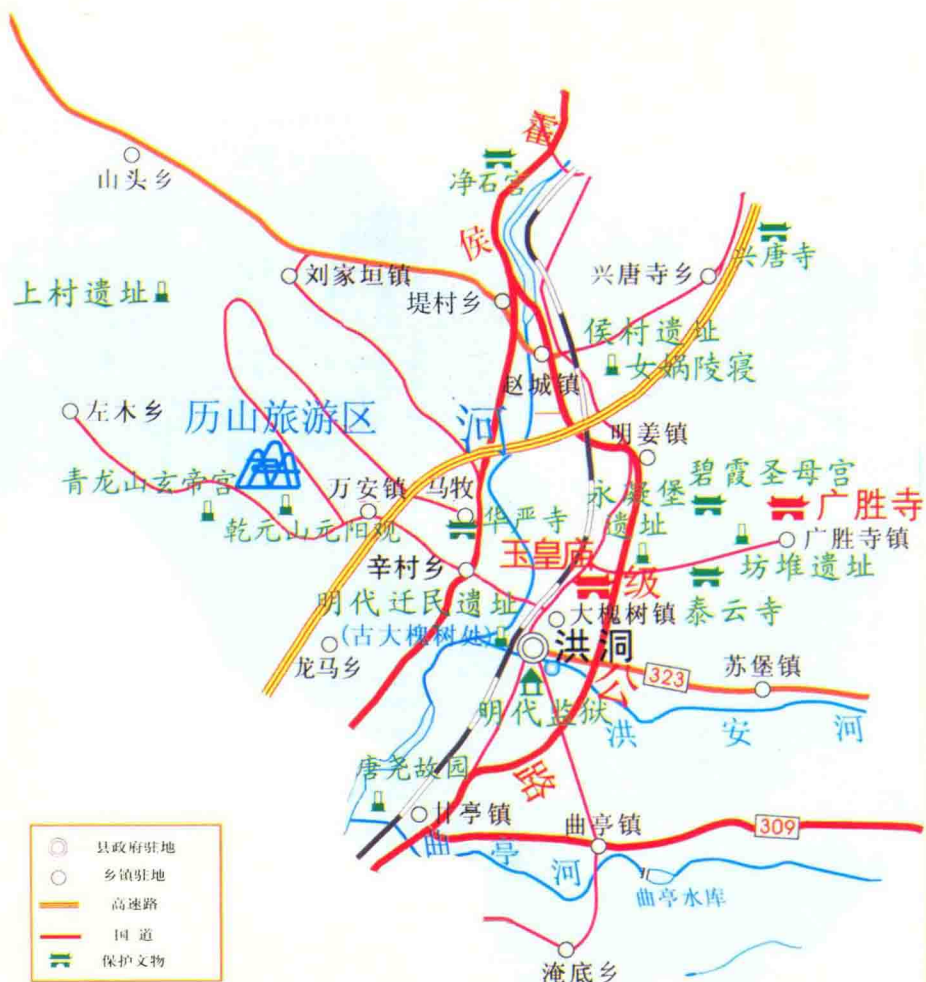 霍
净石宫
山头乡
侯
兴唐寺
刘家垣镇
兴唐寺乡
上村遗址
堤村乡
侯村遗址
女娲陵寝
赵城镇
左木乡
历山旅游区
河
明姜镇
青龙山玄帝宫
万安镇
马牧
永凝堡
遗址
碧霞圣母宫
广胜寺
乾元山元阳观
华严寺
玉皇庙
广胜寺镇
辛村乡
一级
坊堆遗址
明代迁民遗址
(古大槐树处)
大槐树镇
泰云寺
龙马乡
洪洞
323
苏堡镇
公
明代监狱
洪安河
唐尧故园
路
甘亭镇
曲亭镇
309
曲亭河
曲亭水库
淹底乡
县政府驻地
乡镇驻地
高速路
国道
保护文物